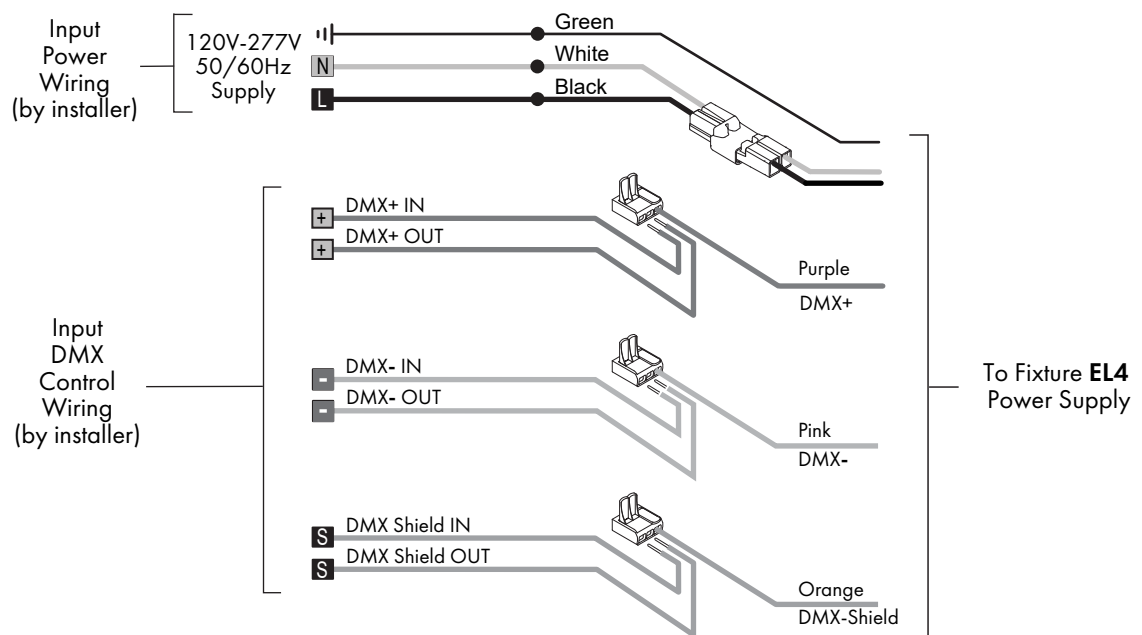 Input
Power
Wiring
(by installer)
120V-277V
50/60Hz
Supply
N
L
Green
White
Black
Input
DMX
Control
Wiring
(by installer)
+ DMX+ IN
+ DMX+ OUT
Purple
DMX+
- DMX- IN
- DMX- OUT
Pink
DMX-
S DMX Shield IN
S DMX Shield OUT
Orange
DMX-Shield
To Fixture EL4
Power Supply